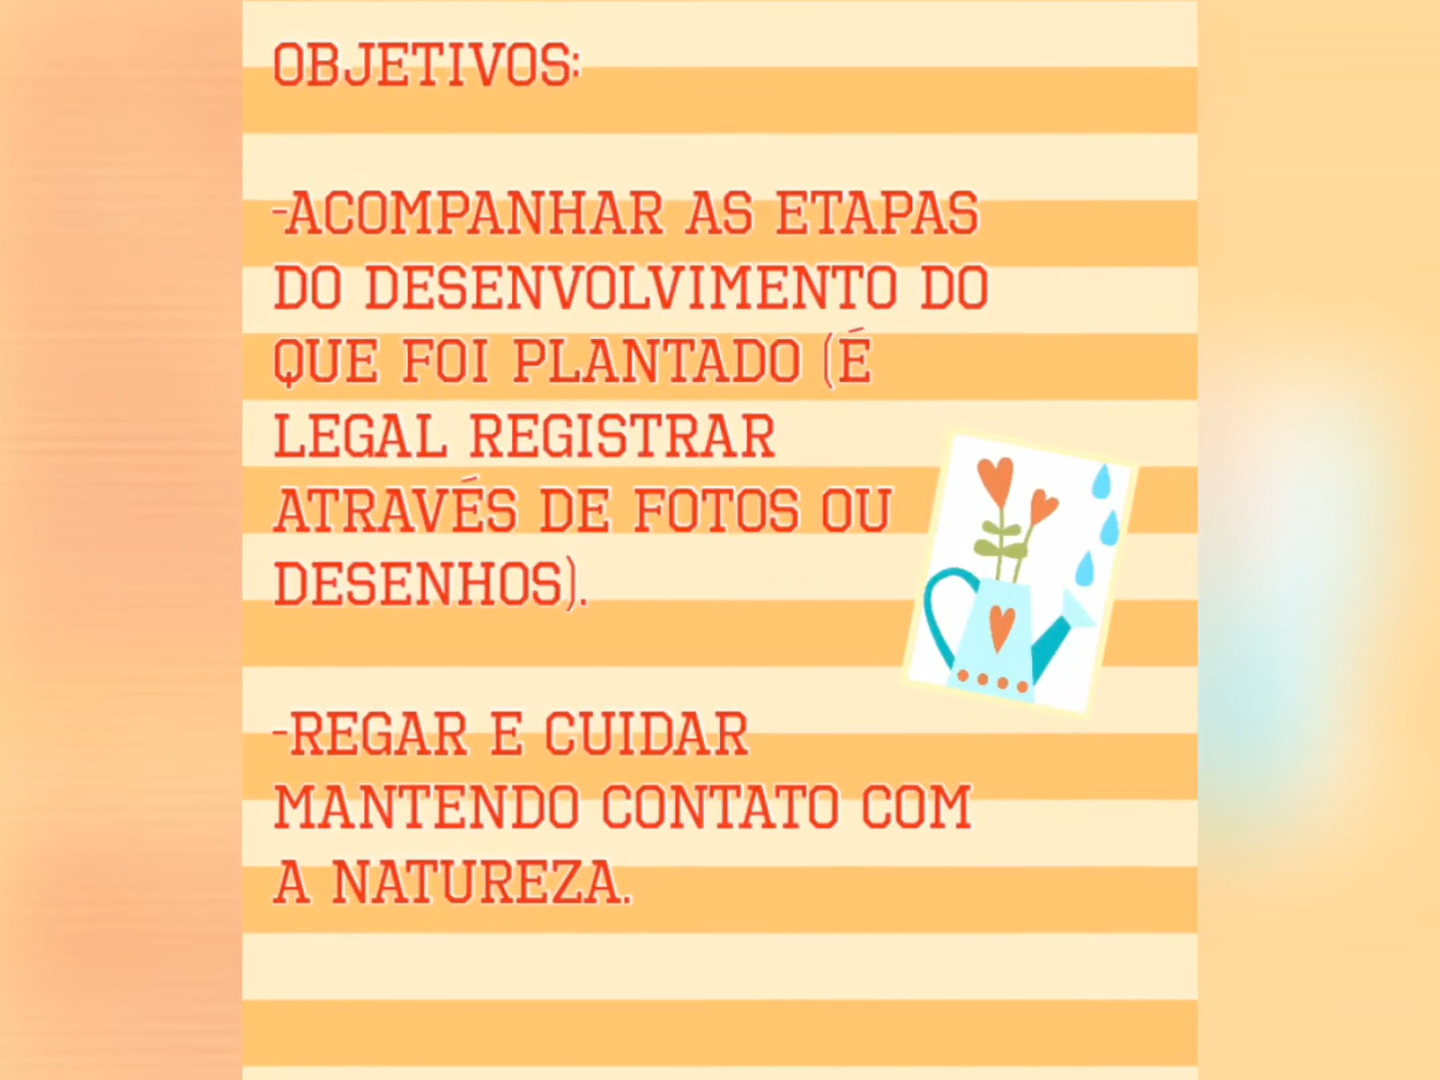 OBJETIVOS:
-ACOMPANHAR AS ETAPAS
DO DESENVOLVIMENTO DO
QUE FOI PLANTADO (É
LEGAL REGISTRAR
ATRAVÉS DE FOTOS OU
DESENHOS).
-REGAR E CUIDAR
MANTENDO CONTATO COM
A NATUREZA.